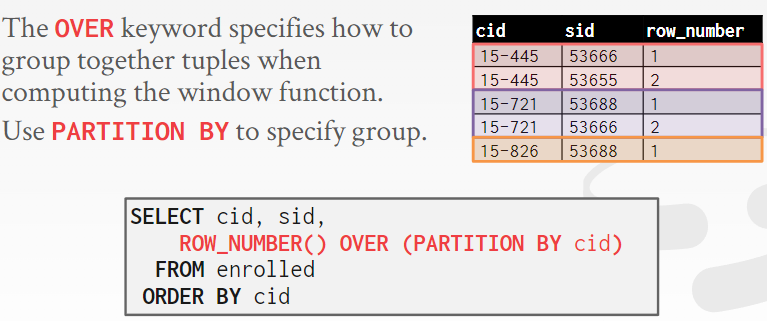 The OVER keyword specifies how to
group together tuples when
computing the window function.
Use PARTITION BY to specify group.
cid sid row_number
15-445 53666 1
15-445 53655 2
15-721 53688 1
15-721 53666 2
15-826 53688 1
SELECT cid, sid,
ROW_NUMBER() OVER (PARTITION BY cid)
FROM enrolled
ORDER BY cid